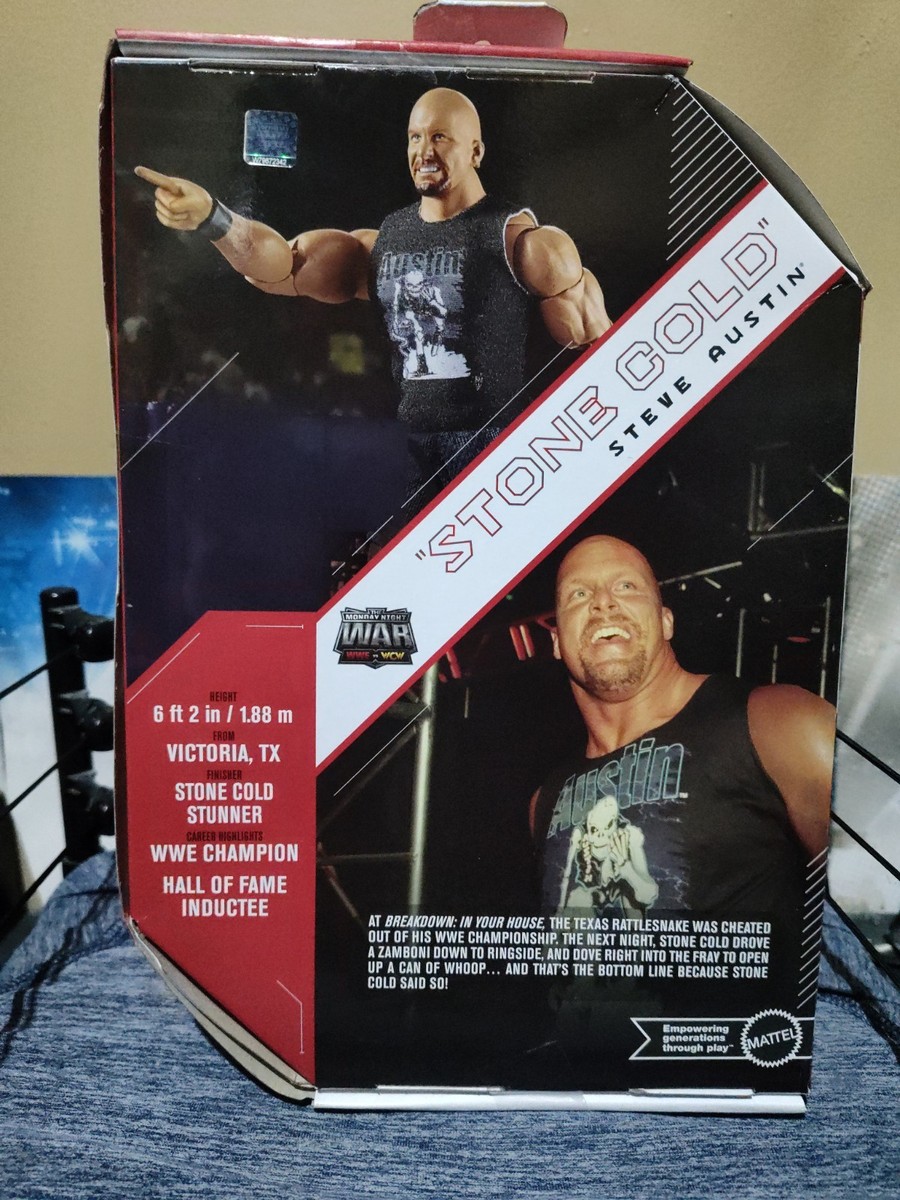 Austin
"STONE COLD"
STEVE AUSTIN®
THE
MONDAY NIGHT
WAR
WWE vs WCW
HEIGHT
6 ft 2 in / 1.88 m
FROM
VICTORIA, TX
FINISHER
STONE COLD
STUNNER
CAREER HIGHLIGHTS
WWE CHAMPION
HALL OF FAME
INDUCTEE
Austin™
AT BREAKDOWN: IN YOUR HOUSE, THE TEXAS RATTLESNAKE WAS CHEATED
OUT OF HIS WWE CHAMPIONSHIP. THE NEXT NIGHT, STONE COLD DROVE
A ZAMBONI DOWN TO RINGSIDE, AND DOVE RIGHT INTO THE FRAY TO OPEN
UP A CAN OF WHOOP... AND THAT'S THE BOTTOM LINE BECAUSE STONE
COLD SAID SO!
Empowering
generations
through play™
MATTEL